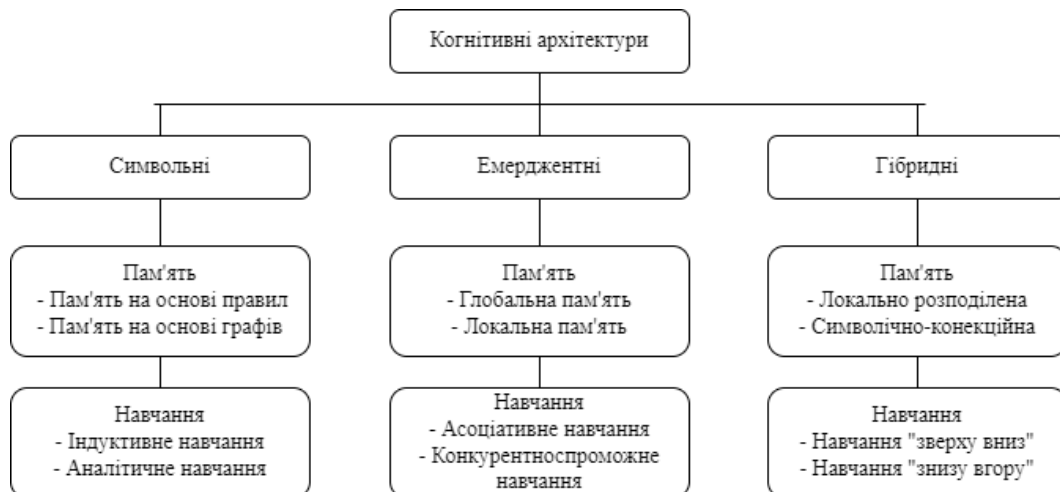 Когнітивні архітектури
Символьні
Емерджентні
Гібридні
Пам'ять
- Пам'ять на основі правил
- Пам'ять на основі графів
Пам'ять
- Глобальна пам'ять
- Локальна пам'ять
Пам'ять
- Локально розподілена
- Символічно-конекційна
Навчання
- Індуктивне навчання
- Аналітичне навчання
Навчання
- Асоціативне навчання
- Конкурентноспроможне
навчання
Навчання
- Навчання "зверху вниз"
- Навчання "знизу вгору"